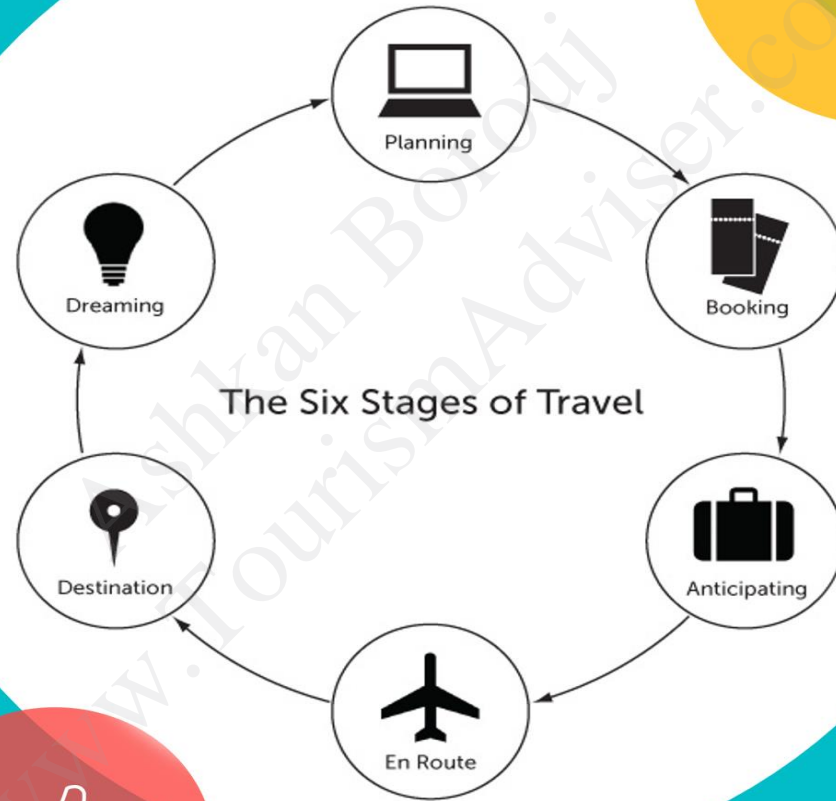 Planning
Booking
Dreaming
The Six Stages of Travel
Destination
Anticipating
En Route
Ashkan Borouj
www.TourismAdviser.co